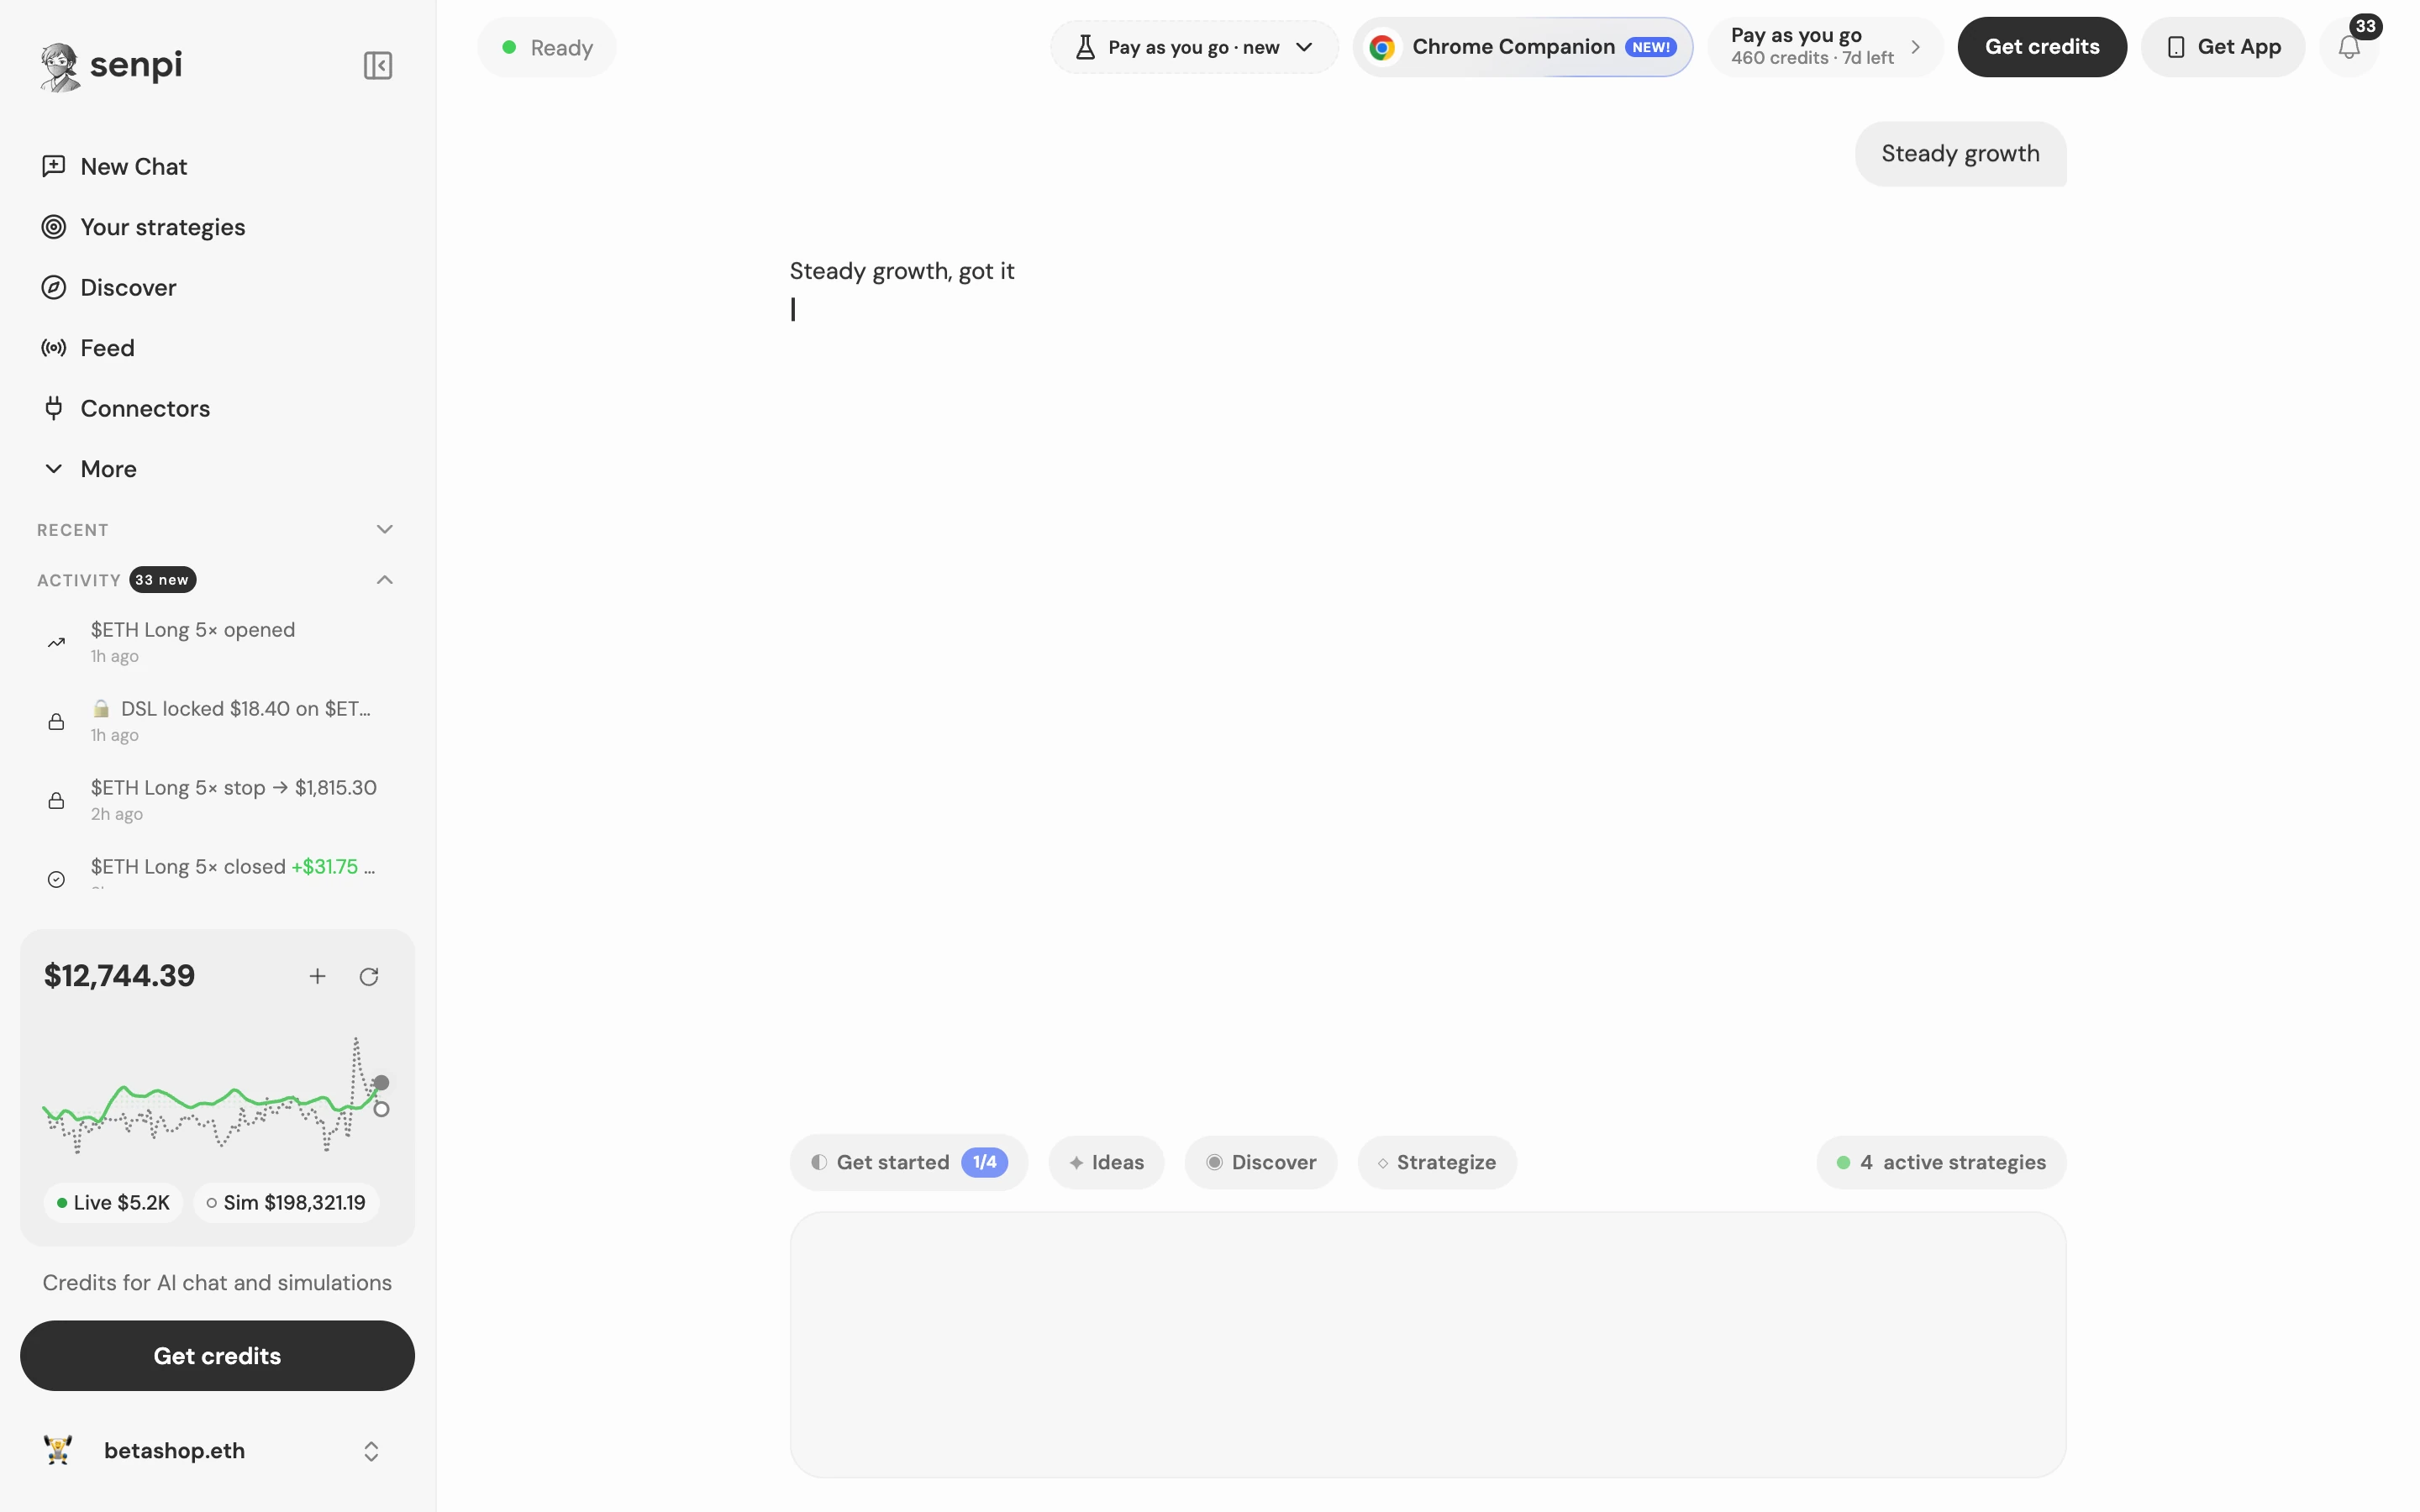 senpi
New Chat
Your strategies
Discover
Feed
Connectors
More
RECENT
ACTIVITY 33 new
$ETH Long 5× opened
1h ago
DSL locked $18.40 on $ET...
1h ago
$ETH Long 5× stop → $1,815.30
2h ago
$ETH Long 5× closed +$31.75 ...
$12,744.39
Live $5.2K
Sim $198,321.19
Credits for AI chat and simulations
Get credits
betashop.eth
Ready
Pay as you go · new
Chrome Companion NEW!
Pay as you go
460 credits · 7d left
Get credits
Get App
33
Steady growth
Steady growth, got it
Get started 1/4
Ideas
Discover
Strategize
4 active strategies